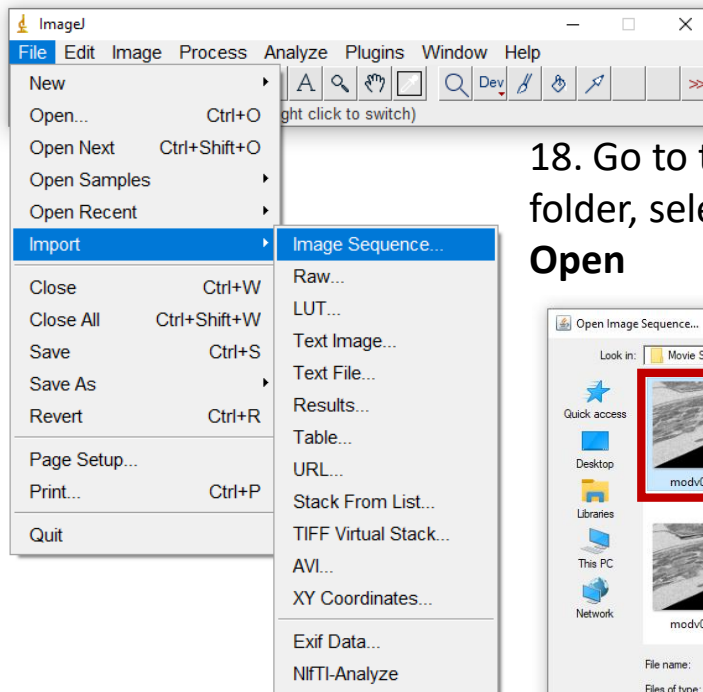 ImageJ
File Edit Image Process Analyze Plugins Window Help
A Dev >>
ght click to switch)
New
Open... Ctrl+O
Open Next Ctrl+Shift+O
Open Samples
Open Recent
Import
Close Ctrl+W
Close All Ctrl+Shift+W
Save Ctrl+S
Save As
Revert Ctrl+R
Page Setup...
Print... Ctrl+P
Quit
Image Sequence...
Raw...
LUT...
Text Image...
Text File...
Results...
Table...
URL...
Stack From List...
TIFF Virtual Stack...
AVI...
XY Coordinates...
Exif Data...
NIfTI-Analyze
18. Go to
folder,
Open
Open Image Sequence...
Look in: Movie
Quick access
Desktop
Libraries
This PC
Network
File name:
Files of type: